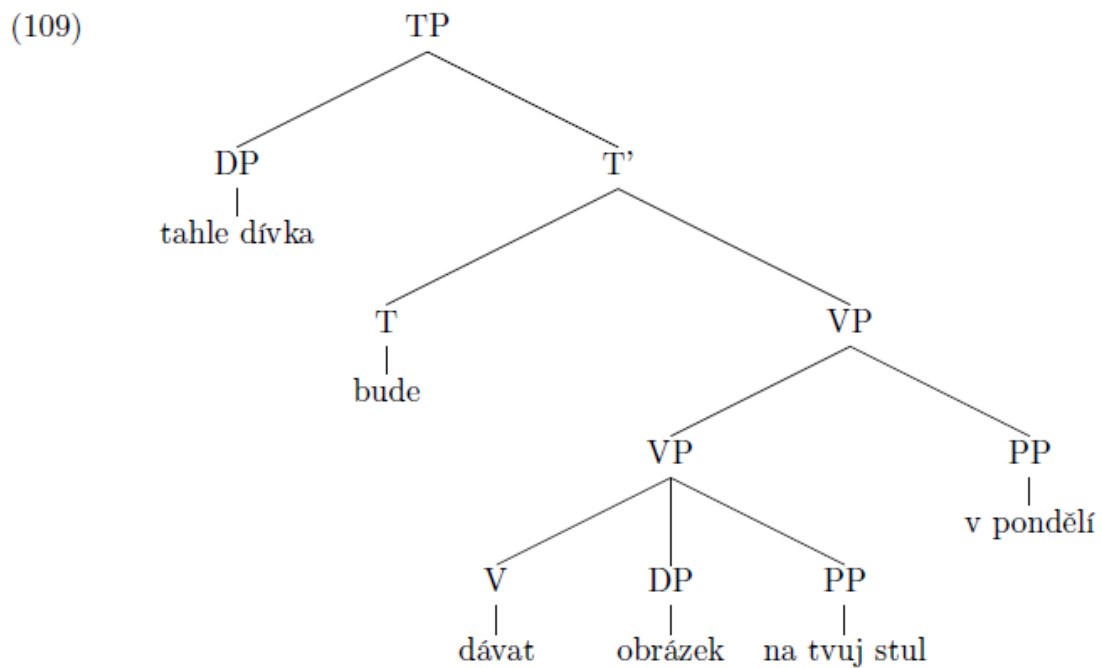 (109) TP
DP T'
tahle dívka
T VP
bude
VP PP
v pondělí
V DP PP
dávat obrázek na tvuj stul